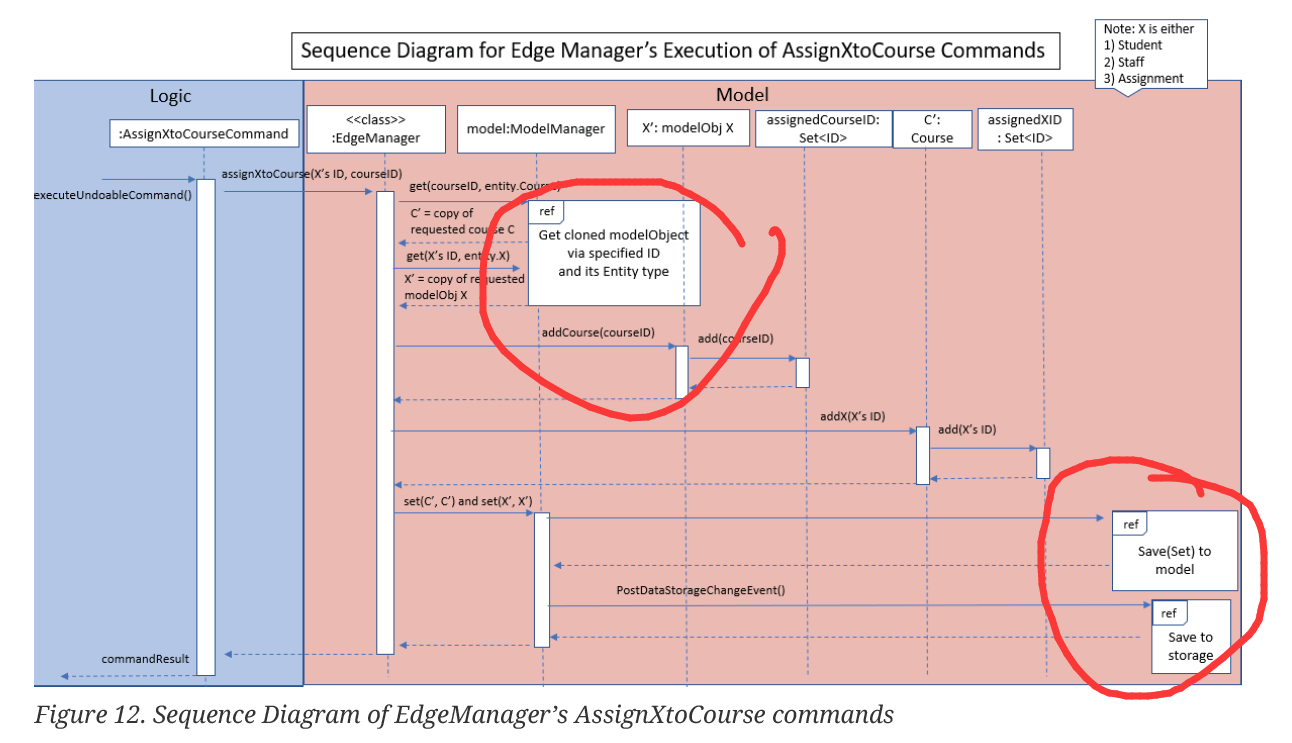 Sequence Diagram for Edge Manager’s Execution of AssignXtoCourse Commands
Note: X is either
1) Student
2) Staff
3) Assignment
Logic
Model
:AssignXtoCourseCommand
<<class>>
:EdgeManager
model:ModelManager
X’: modelObj X
assignedCourseID:
Set<ID>
C’:
Course
assignedXID
: Set<ID>
executeUndoableCommand()
assignXtoCourse(X’s ID, courseID)
get(courseID, entity.Course)
C’ = copy of
requested course C
get(X’s ID, entity.X)
X’ = copy of requested
modelObj X
ref
Get cloned modelObject
via specified ID
and its Entity type
addCourse(courseID)
add(courseID)
addX(X’s ID)
add(X’s ID)
set(C’, C’) and set(X’, X’)
ref
Save(Set) to
model
PostDataStorageChangeEvent()
ref
Save to
storage
commandResult
Figure 12. Sequence Diagram of EdgeManager’s AssignXtoCourse commands